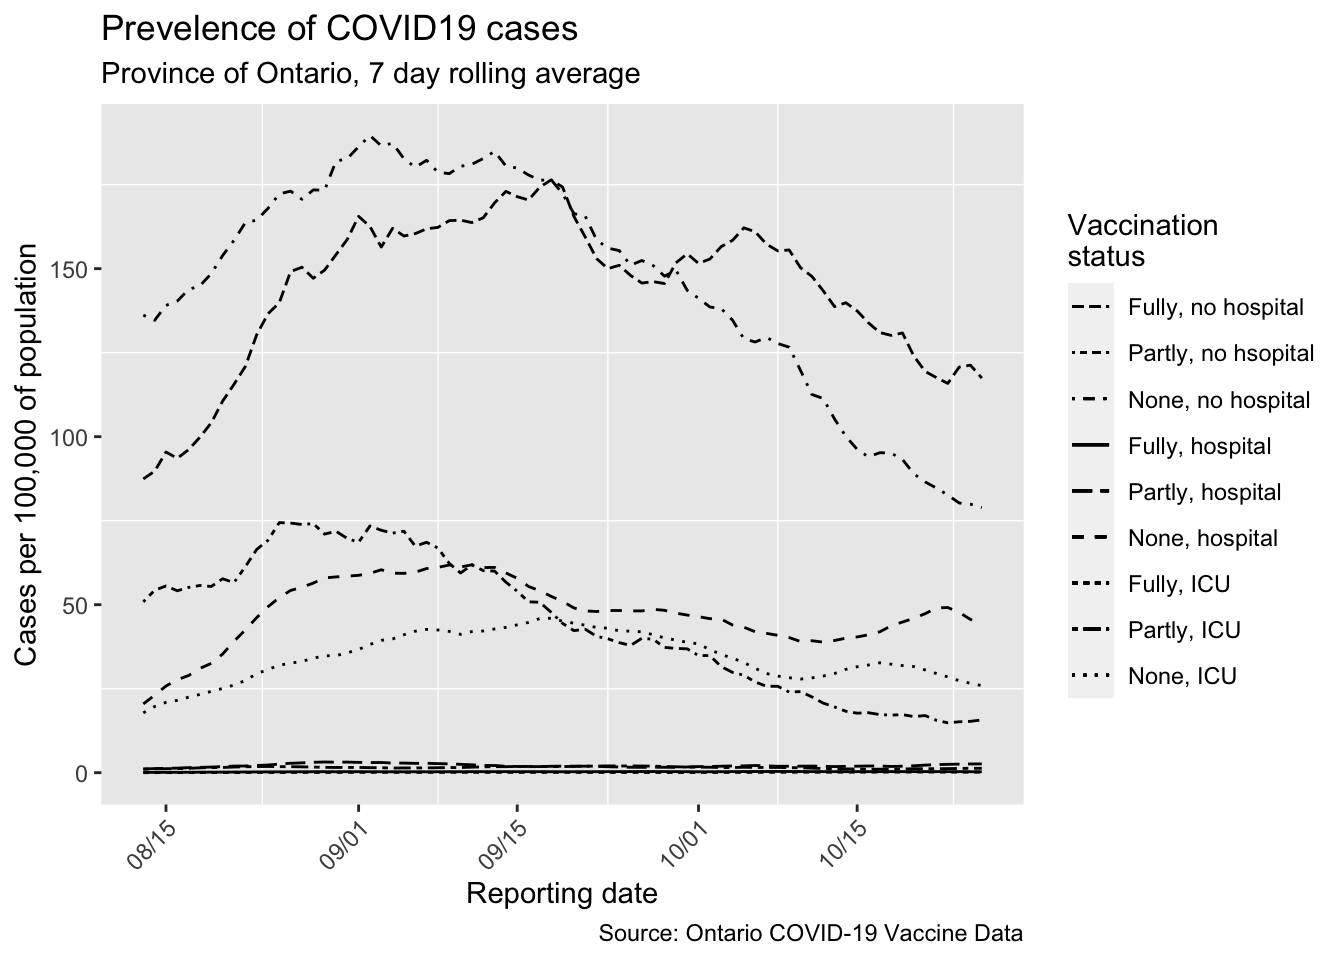 Prevelence of COVID19 cases
Province of Ontario, 7 day rolling average
Cases per 100,000 of population
150
100
50
0
08/15
09/01
09/15
10/01
10/15
Reporting date
Vaccination
status
Fully, no hospital
Partly, no hsopital
None, no hospital
Fully, hospital
Partly, hospital
None, hospital
Fully, ICU
Partly, ICU
None, ICU
Source: Ontario COVID-19 Vaccine Data